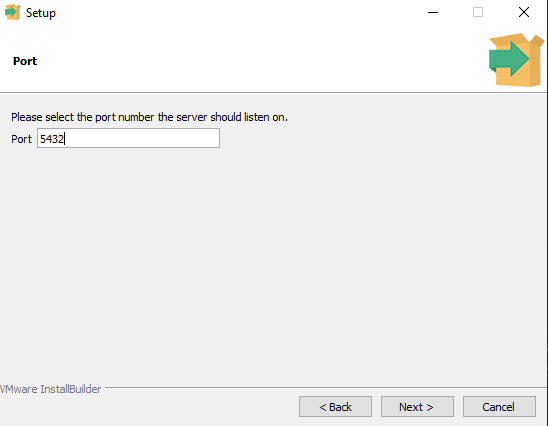 Setup
Port
Please select the port number the server should listen on.
Port 5432
VMware InstallBuilder
< Back Next > Cancel